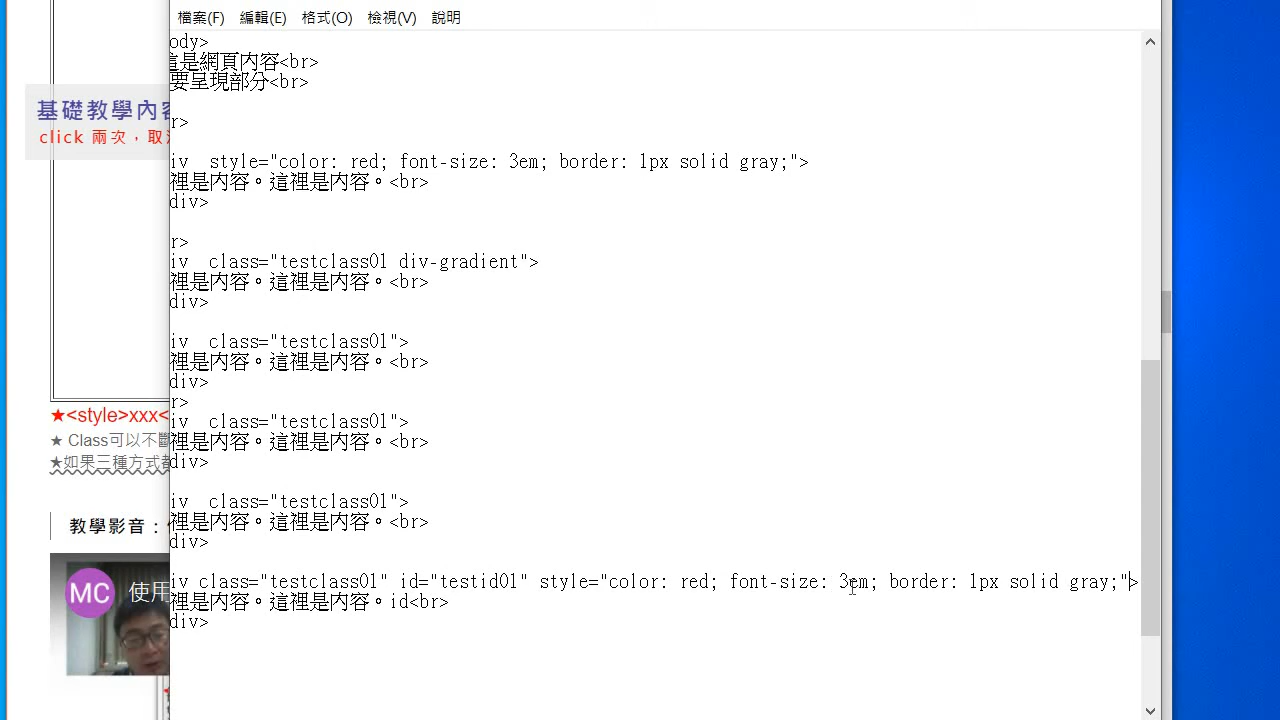 檔案(F) 編輯(E) 格式(O) 檢視(V) 說明
ody>
這是網頁內容<br>
要呈現部分<br>
r>
iv  style="color: red; font-size: 3em; border: 1px solid gray;">
裡是內容。這裡是內容。<br>
div>
r>
iv  class="testclass01 div-gradient">
裡是內容。這裡是內容。<br>
div>
iv  class="testclass01">
裡是內容。這裡是內容。<br>
div>
r>
iv  class="testclass01">
裡是內容。這裡是內容。<br>
div>
iv  class="testclass01">
裡是內容。這裡是內容。<br>
div>
iv class="testclass01" id="testid01" style="color: red; font-size: 3em; border: 1px solid gray;">
裡是內容。這裡是內容。id<br>
div>
基礎教學內容
click 兩次，取
★<style>xxx<
★ Class可以不斷
★如果三種方式都
教學影音：
MC 使用